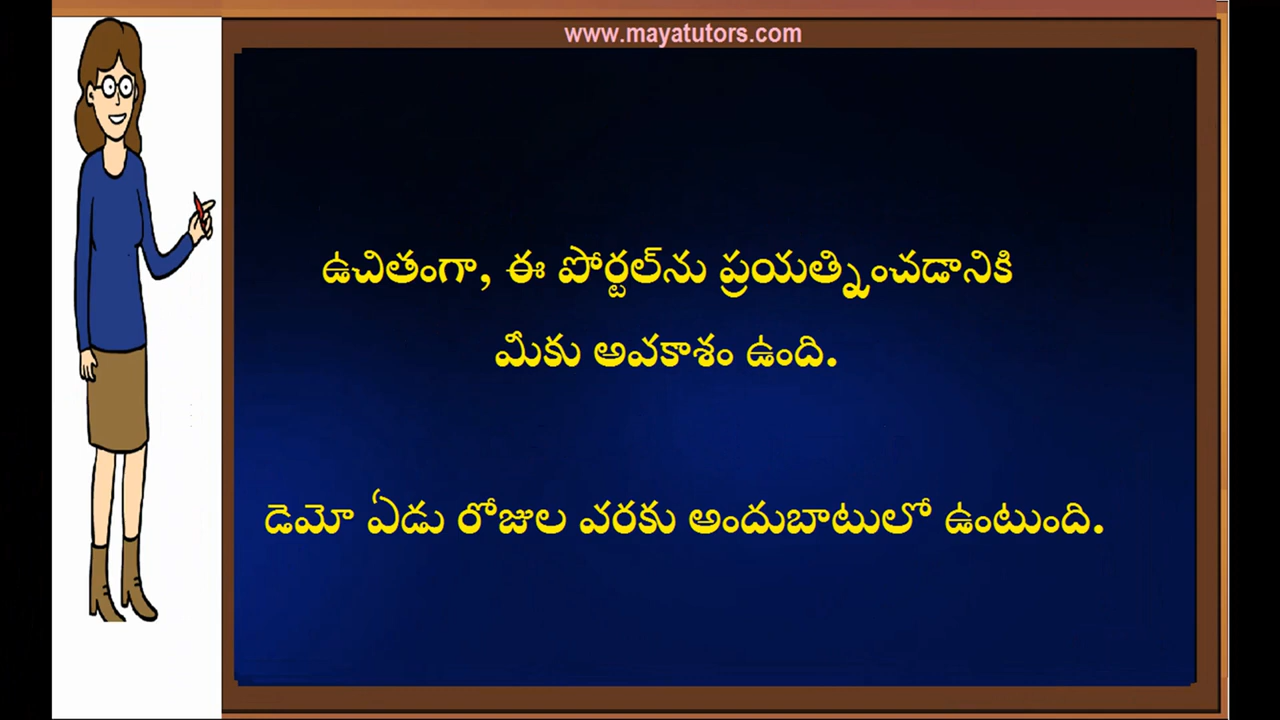 www.mayatutors.com
ఉచితంగా, ఈ పోర్టల్‌ను ప్రయత్నించడానికి
మీకు అవకాశం ఉంది.
డెమో ఏడు రోజుల వరకు అందుబాటులో ఉంటుంది.